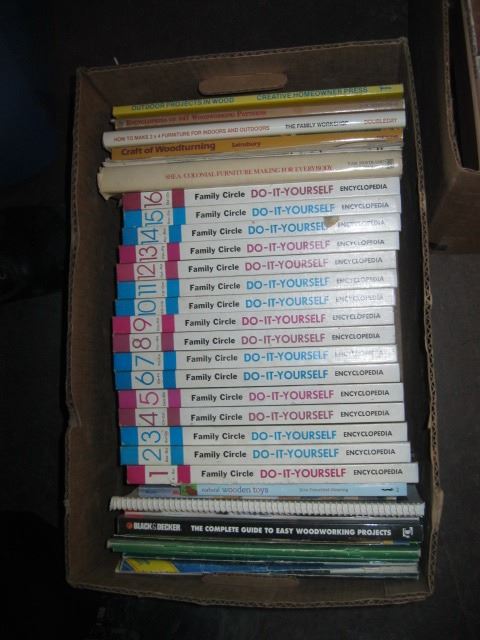 OUTDOOR PROJECTS IN WOOD CREATIVE HOMEOWNER PRESS
ENCYCLOPEDIA OF WOODWORKING PATTERNS
HOW TO MAKE 2 x 4 FURNITURE FOR INDOORS AND OUTDOORS THE FAMILY WORKSHOP DOUBLEDAY
Craft of Woodturning Sainsbury
SHEA: COLONIAL FURNITURE MAKING FOR EVERYBODY
16 Family Circle DO-IT-YOURSELF ENCYCLOPEDIA
15 Family Circle DO-IT-YOURSELF ENCYCLOPEDIA
14 Family Circle DO-IT-YOURSELF ENCYCLOPEDIA
13 Family Circle DO-IT-YOURSELF ENCYCLOPEDIA
12 Family Circle DO-IT-YOURSELF ENCYCLOPEDIA
11 Family Circle DO-IT-YOURSELF ENCYCLOPEDIA
10 Family Circle DO-IT-YOURSELF ENCYCLOPEDIA
9 Family Circle DO-IT-YOURSELF ENCYCLOPEDIA
8 Family Circle DO-IT-YOURSELF ENCYCLOPEDIA
7 Family Circle DO-IT-YOURSELF ENCYCLOPEDIA
6 Family Circle DO-IT-YOURSELF ENCYCLOPEDIA
5 Family Circle DO-IT-YOURSELF ENCYCLOPEDIA
4 Family Circle DO-IT-YOURSELF ENCYCLOPEDIA
3 Family Circle DO-IT-YOURSELF ENCYCLOPEDIA
2 Family Circle DO-IT-YOURSELF ENCYCLOPEDIA
1 Family Circle DO-IT-YOURSELF ENCYCLOPEDIA
natural wooden toys
BLACK & DECKER THE COMPLETE GUIDE TO EASY WOODWORKING PROJECTS